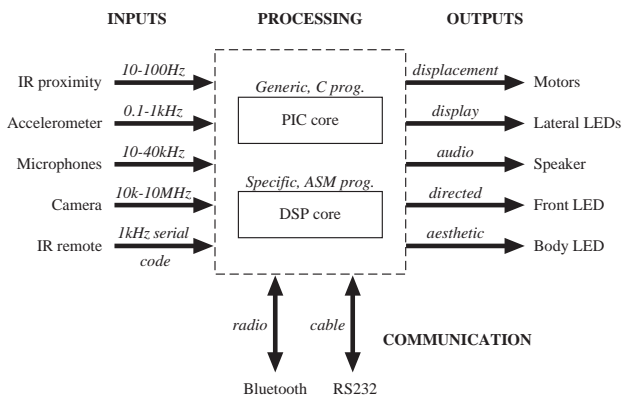 INPUTS PROCESSING OUTPUTS
IR proximity 10-100Hz Generic, C prog. displacement Motors
Accelerometer 0.1-1kHz PIC core display Lateral LEDs
Microphones 10-40kHz audio Speaker
Camera 10k-10MHz Specific, ASM prog. directed Front LED
IR remote 1kHz serial code DSP core aesthetic Body LED
radio cable COMMUNICATION
Bluetooth RS232